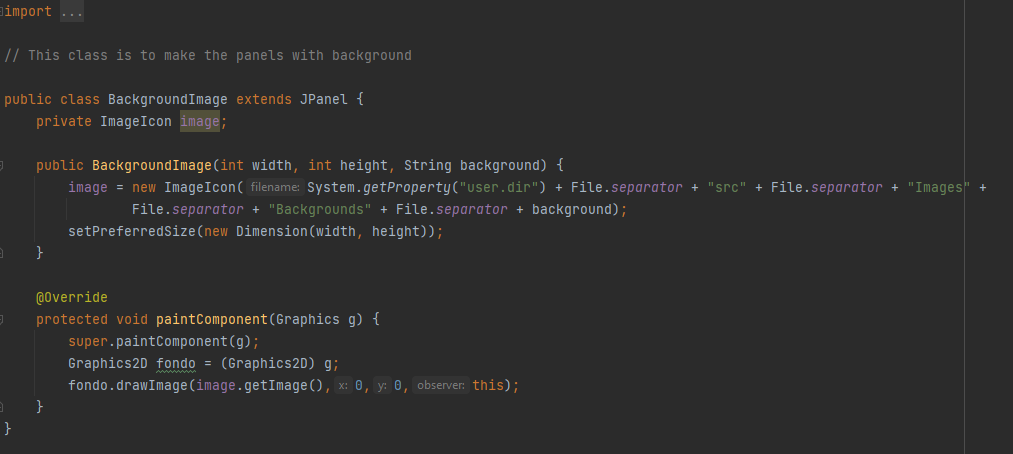 import ...
// This class is to make the panels with background
public class BackgroundImage extends JPanel {
private ImageIcon image;
public BackgroundImage(int width, int height, String background) {
image = new ImageIcon( filename: System.getProperty("user.dir") + File.separator + "src" + File.separator + "Images" +
File.separator + "Backgrounds" + File.separator + background);
setPreferredSize(new Dimension(width, height));
}
@Override
protected void paintComponent(Graphics g) {
super.paintComponent(g);
Graphics2D fondo = (Graphics2D) g;
fondo.drawImage(image.getImage(), x: 0, y: 0, observer: this);
}
}